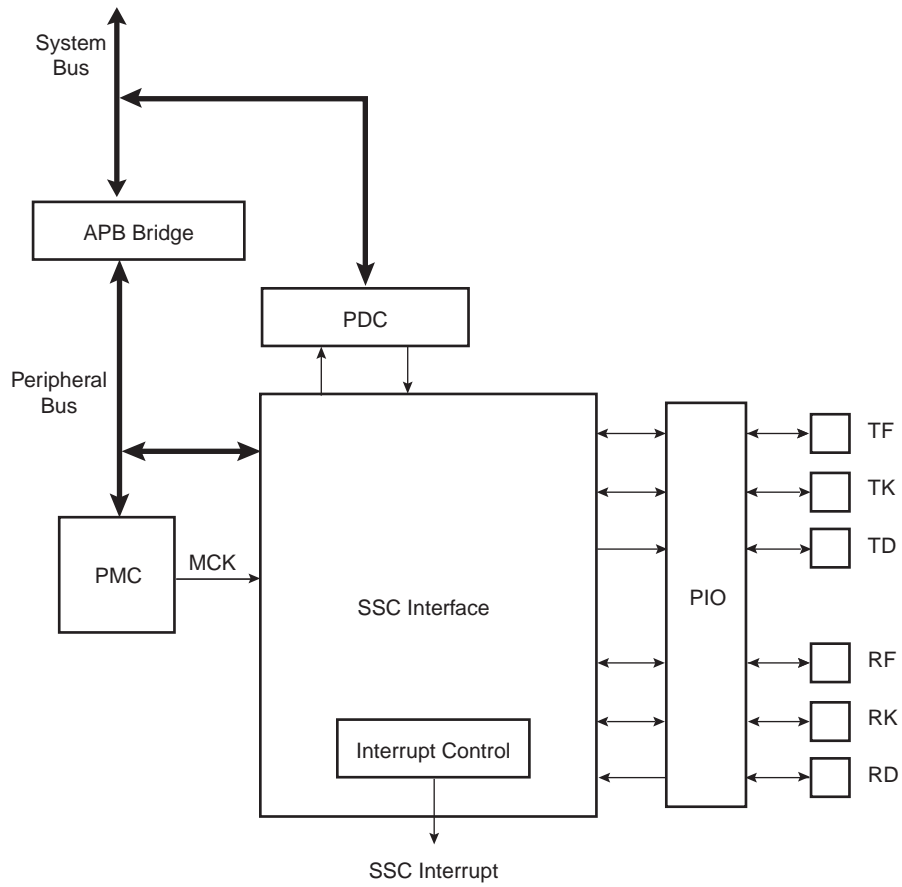 System
Bus
APB Bridge
PDC
Peripheral
Bus
TF
TK
TD
PMC
MCK
SSC Interface
PIO
RF
RK
RD
Interrupt Control
SSC Interrupt